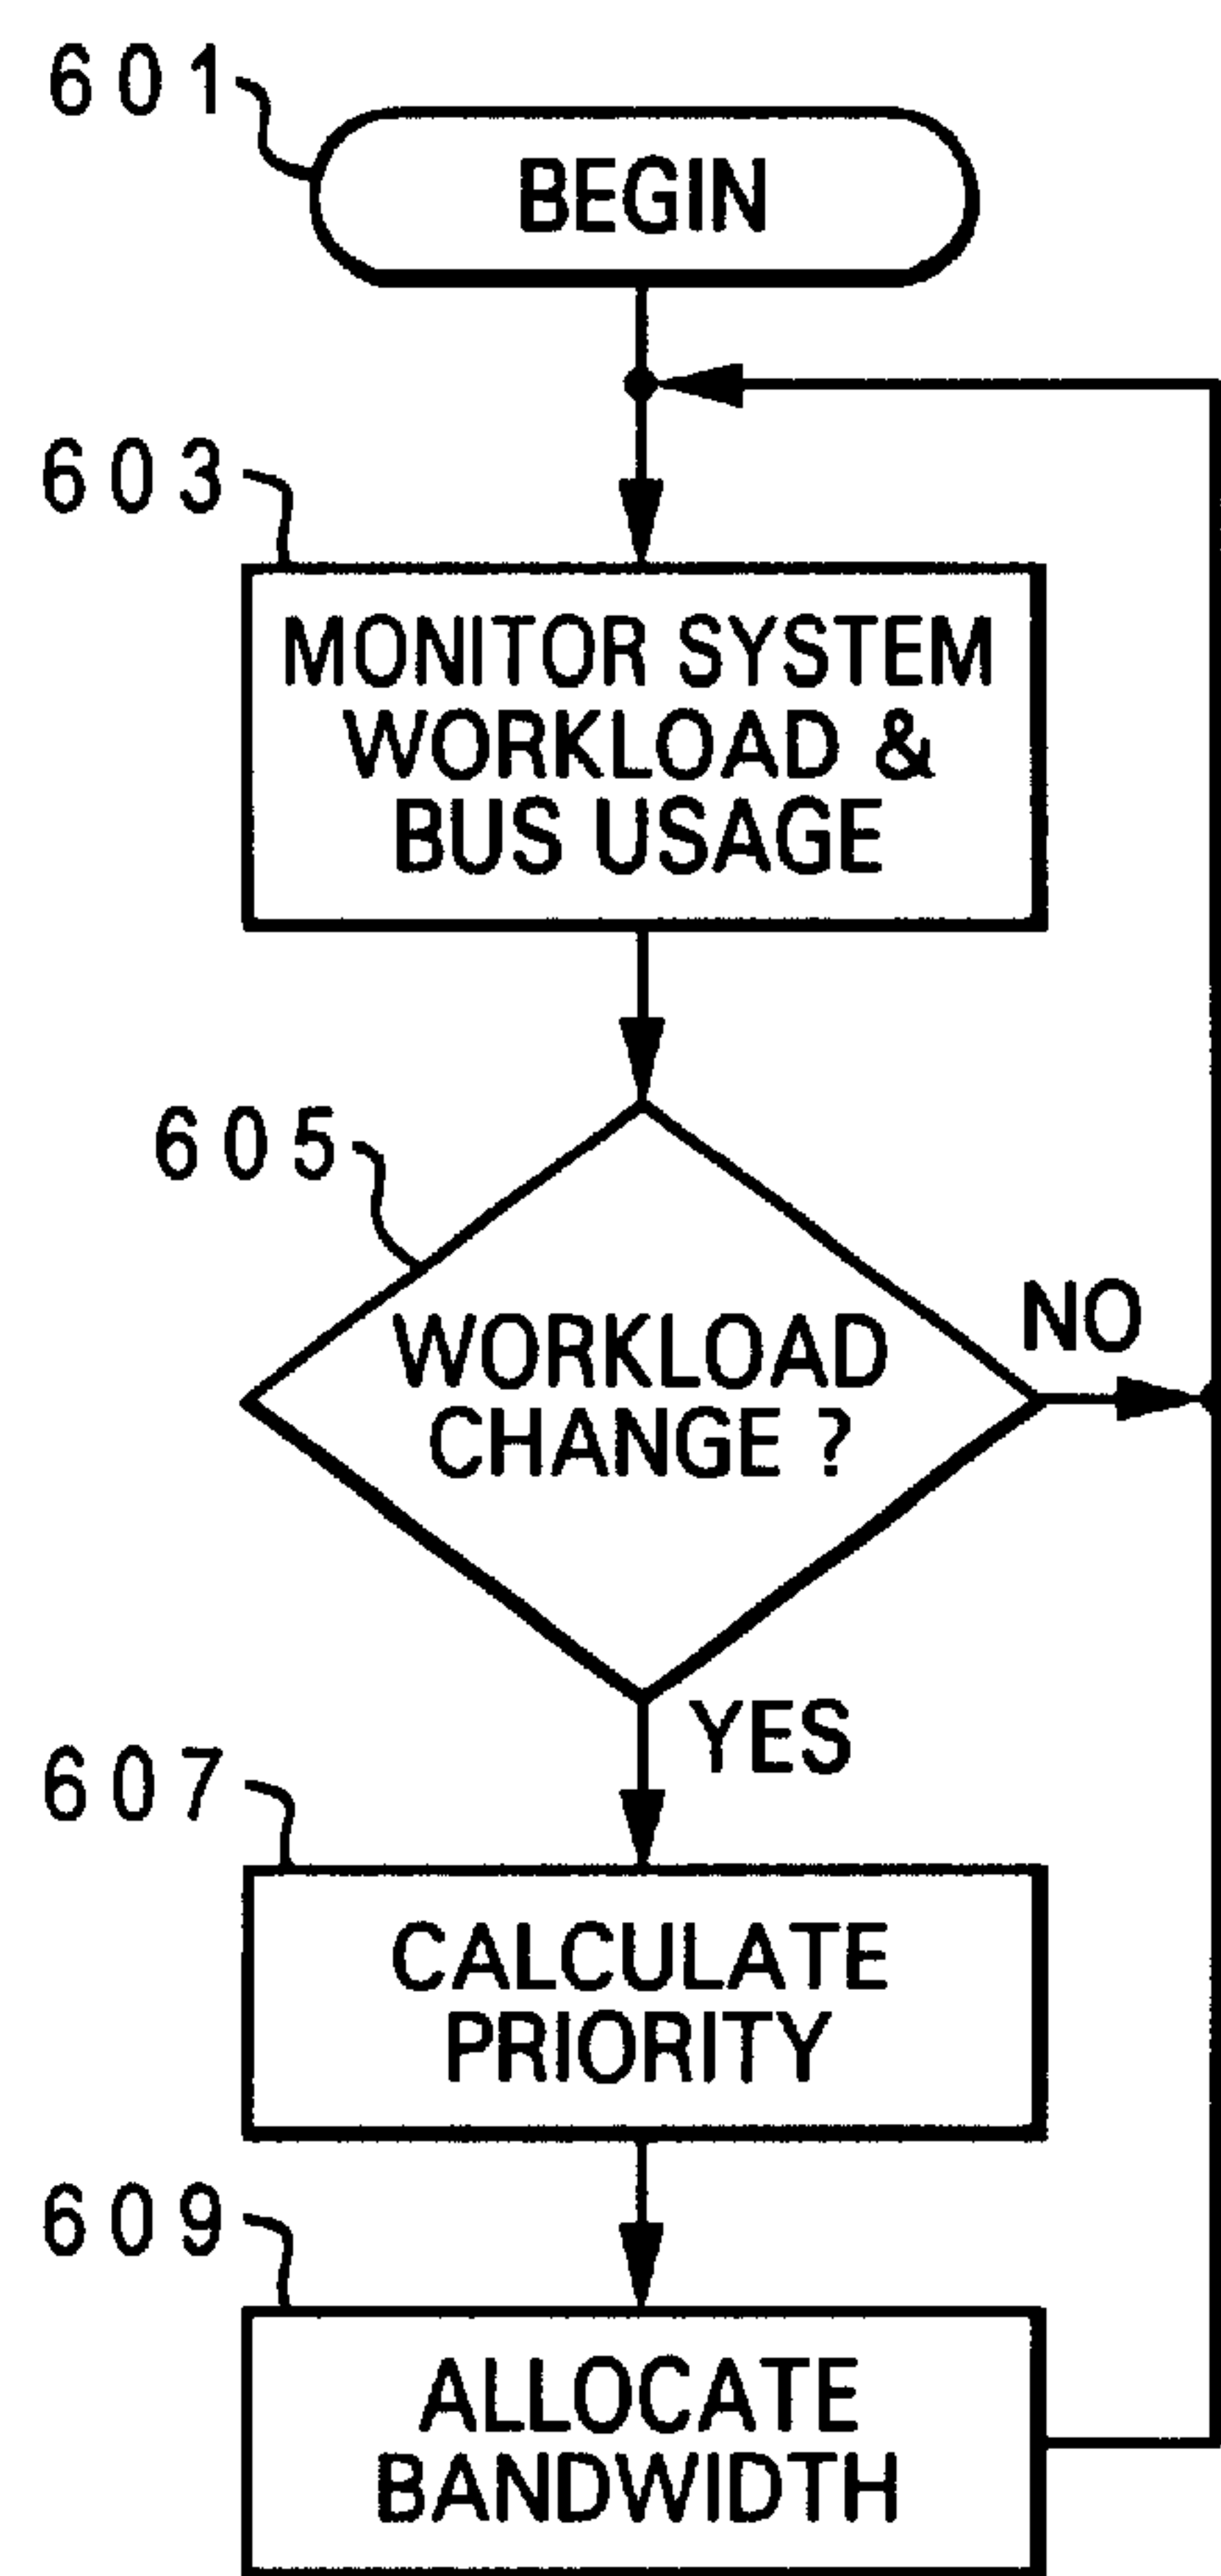 601
BEGIN
603
MONITOR SYSTEM
WORKLOAD &
BUS USAGE
605
WORKLOAD
CHANGE ?
NO
YES
607
CALCULATE
PRIORITY
609
ALLOCATE
BANDWIDTH